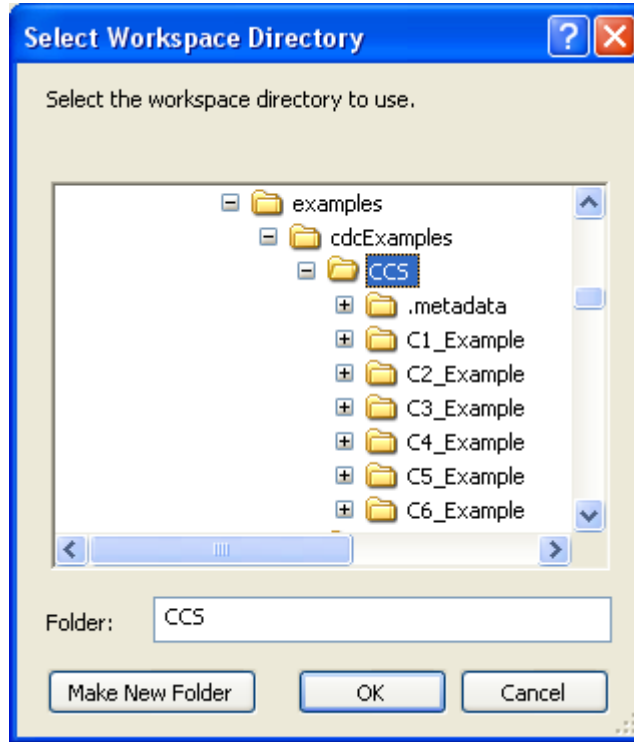 Select Workspace Directory
Select the workspace directory to use.
examples
cdcExamples
CCS
.metadata
C1_Example
C2_Example
C3_Example
C4_Example
C5_Example
C6_Example
Folder: CCS
Make New Folder OK Cancel